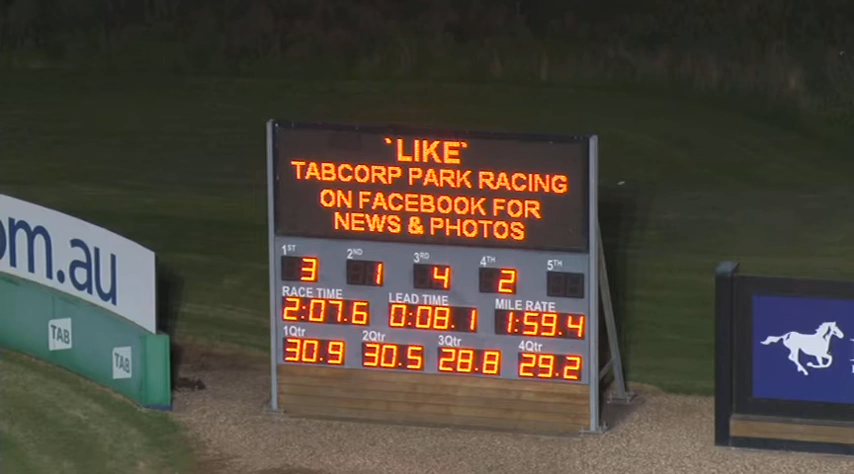 `LIKE`
TABCORP PARK RACING
ON FACEBOOK FOR
NEWS & PHOTOS
1ST 2ND 3RD 4TH 5TH
3 1 4 2
RACE TIME LEAD TIME MILE RATE
2:07.6 0:08.1 1:59.4
1Qtr 2Qtr 3Qtr 4Qtr
30.9 30.5 28.8 29.2
om.au
TAB
TAB